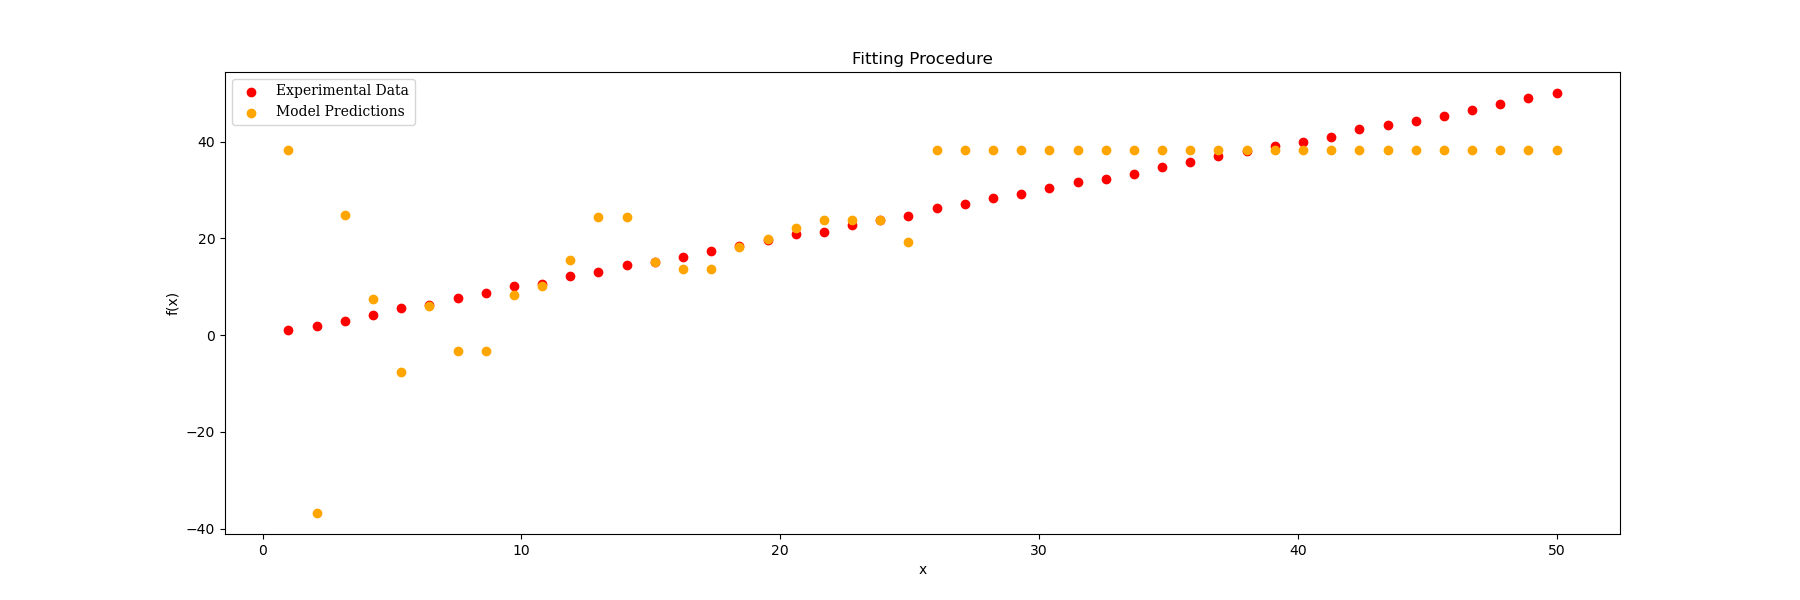 Fitting Procedure
Experimental Data
Model Predictions
f(x)
40
20
0
−20
−40
0 10 20 30 40 50
x